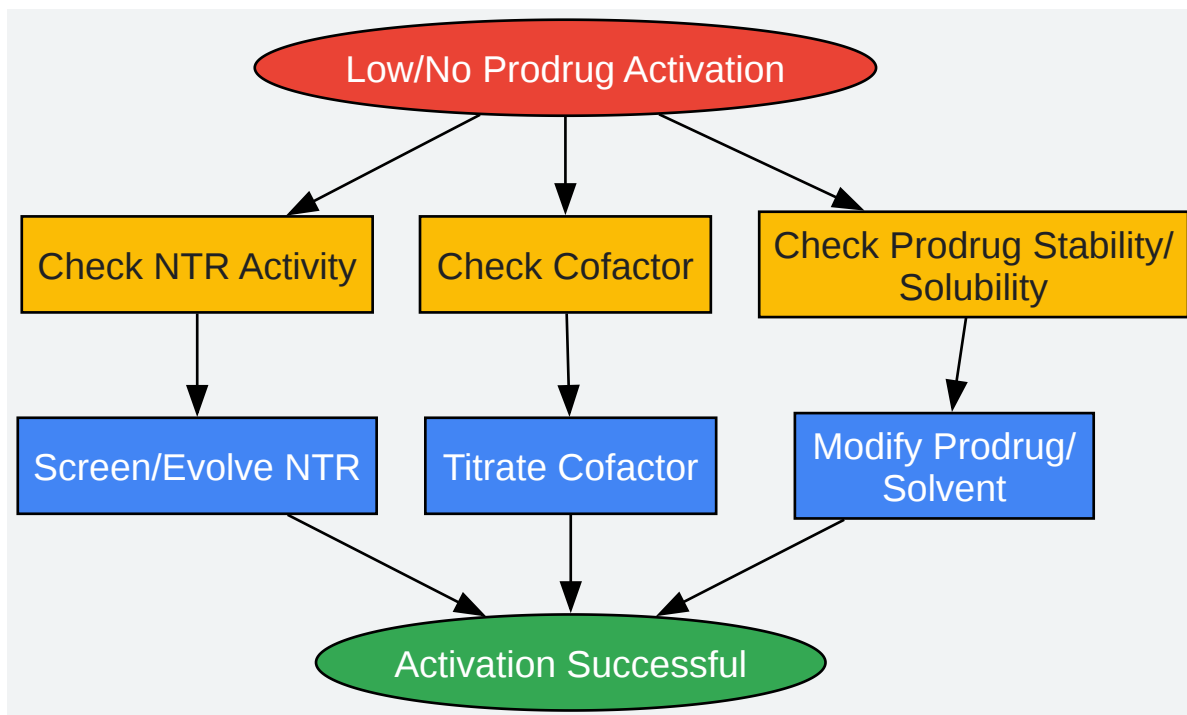 Low/No Prodrug Activation
Check NTR Activity
Check Cofactor
Check Prodrug Stability/
Solubility
Screen/Evolve NTR
Titrate Cofactor
Modify Prodrug/
Solvent
Activation Successful